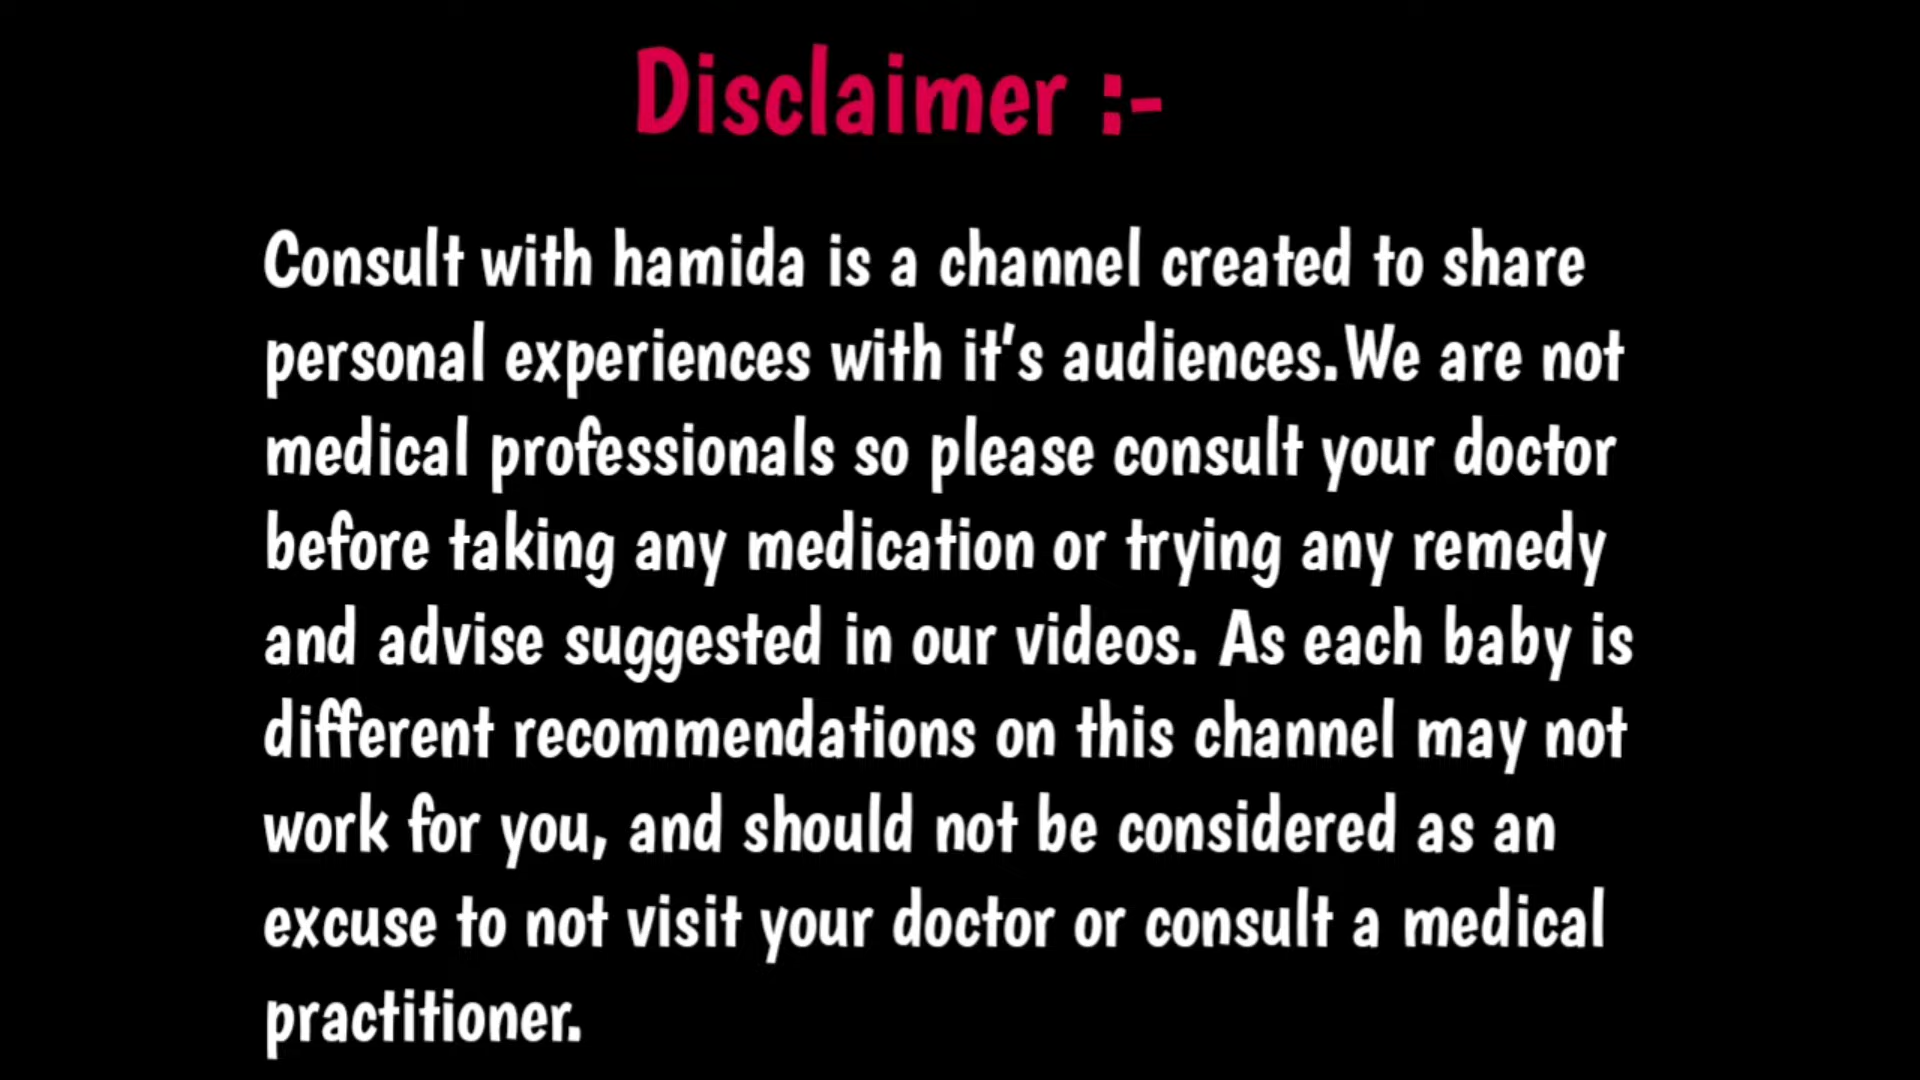 Disclaimer :-
Consult with hamida is a channel created to share
personal experiences with it's audiences.We are not
medical professionals so please consult your doctor
before taking any medication or trying any remedy
and advise suggested in our videos. As each baby is
different recommendations on this channel may not
work for you, and should not be considered as an
excuse to not visit your doctor or consult a medical
practitioner.